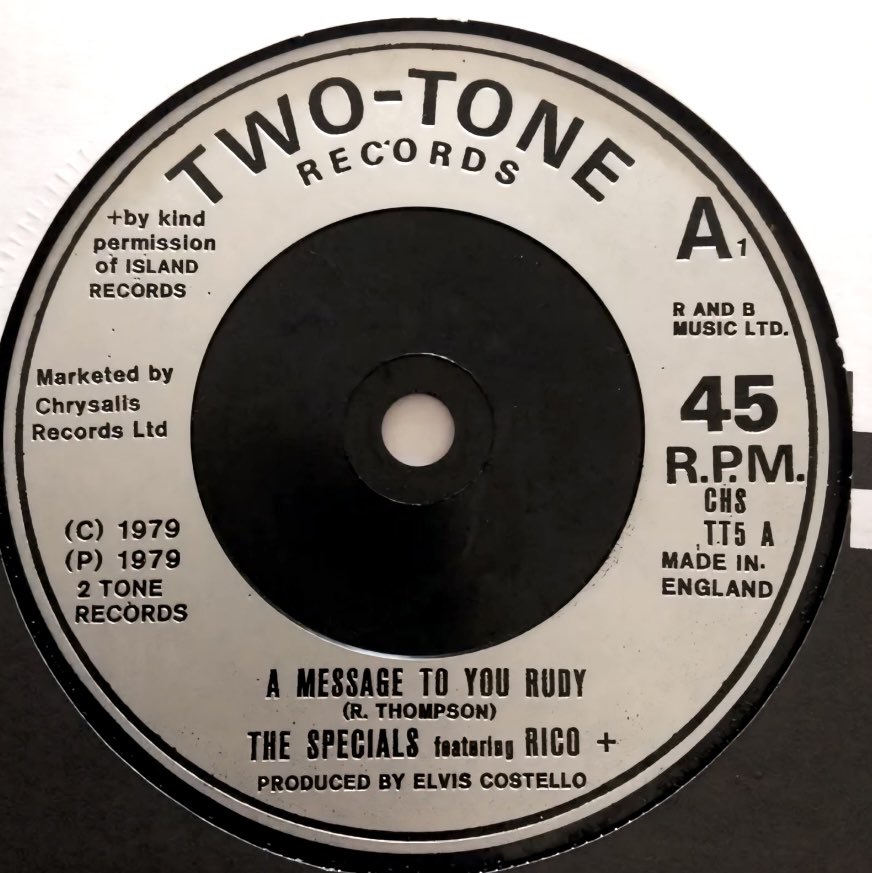 TWO-TONE
RECORDS
+by kind
permission
of ISLAND
RECORDS
A1
R AND B
MUSIC LTD.
Marketed by
Chrysalis
Records Ltd
45
R.P.M.
CHS
TT5 A
MADE IN
ENGLAND
(C) 1979
(P) 1979
2 TONE
RECORDS
A MESSAGE TO YOU RUDY
(R. THOMPSON)
THE SPECIALS featuring RICO +
PRODUCED BY ELVIS COSTELLO